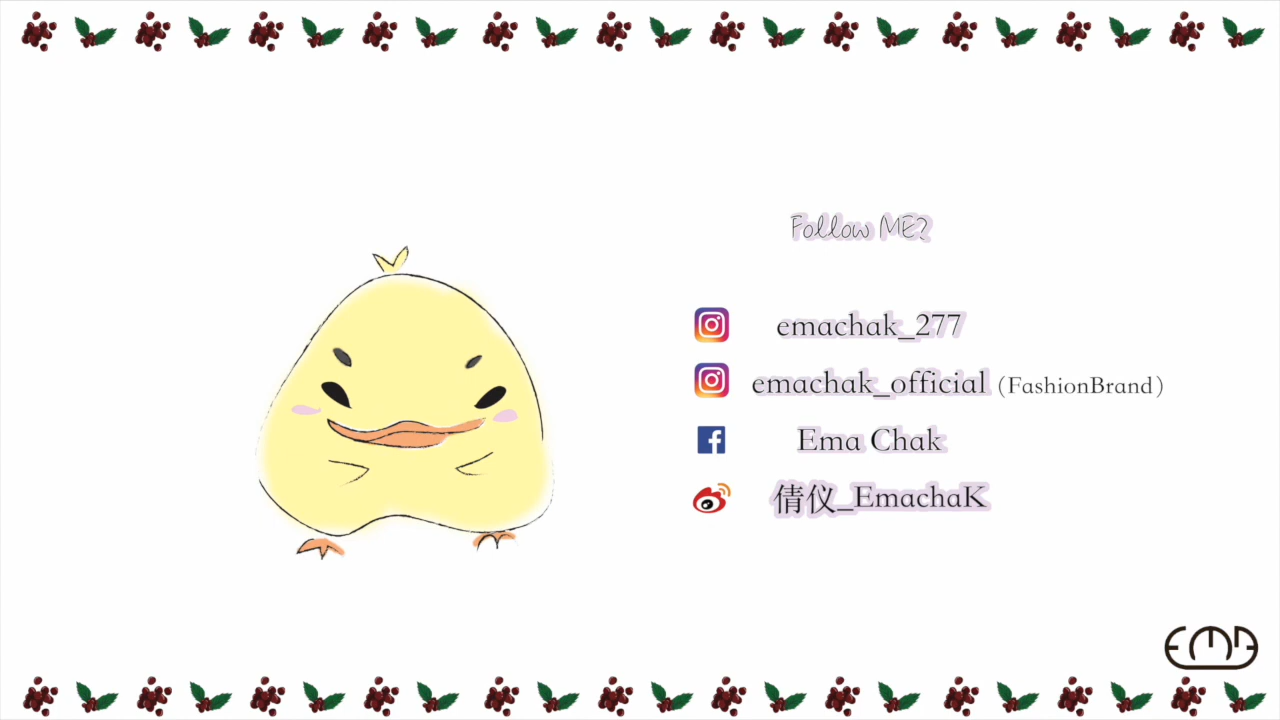 Follow ME?
emachak_277
emachak_official (FashionBrand)
Ema Chak
倩仪_EmachaK
EMA